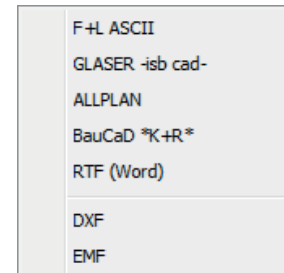 F+L ASCII
GLASER -isb cad-
ALLPLAN
BauCaD *K+R*
RTF (Word)
DXF
EMF